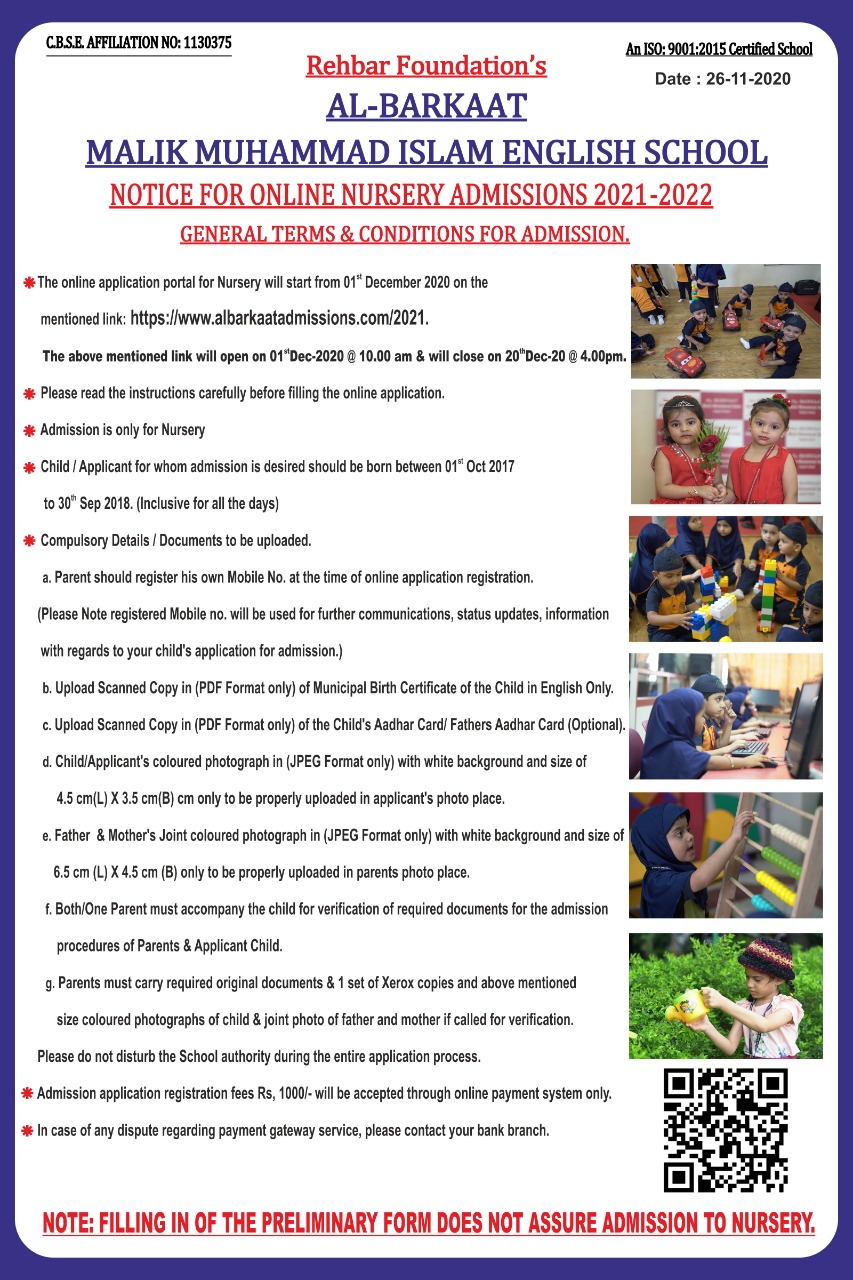 C.B.S.E. AFFILIATION NO: 1130375
An ISO: 9001:2015 Certified School
Date : 26-11-2020
Rehbar Foundation's
AL-BARKAAT
MALIK MUHAMMAD ISLAM ENGLISH SCHOOL
NOTICE FOR ONLINE NURSERY ADMISSIONS 2021-2022
GENERAL TERMS & CONDITIONS FOR ADMISSION.
The online application portal for Nursery will start from 01st December 2020 on the
mentioned link: https://www.albarkaatadmissions.com/2021.
The above mentioned link will open on 01stDec-2020 @ 10.00 am & will close on 20thDec-20 @ 4.00pm.
Please read the instructions carefully before filling the online application.
Admission is only for Nursery
Child / Applicant for whom admission is desired should be born between 01st Oct 2017
to 30th Sep 2018. (Inclusive for all the days)
Compulsory Details / Documents to be uploaded.
a. Parent should register his own Mobile No. at the time of online application registration.
(Please Note registered Mobile no. will be used for further communications, status updates, information
with regards to your child's application for admission.)
b. Upload Scanned Copy in (PDF Format only) of Municipal Birth Certificate of the Child in English Only.
c. Upload Scanned Copy in (PDF Format only) of the Child's Aadhar Card/ Fathers Aadhar Card (Optional).
d. Child/Applicant's coloured photograph in (JPEG Format only) with white background and size of
4.5 cm(L) X 3.5 cm(B) cm only to be properly uploaded in applicant's photo place.
e. Father & Mother's Joint coloured photograph in (JPEG Format only) with white background and size of
6.5 cm (L) X 4.5 cm (B) only to be properly uploaded in parents photo place.
f. Both/One Parent must accompany the child for verification of required documents for the admission
procedures of Parents & Applicant Child.
g. Parents must carry required original documents & 1 set of Xerox copies and above mentioned
size coloured photographs of child & joint photo of father and mother if called for verification.
Please do not disturb the School authority during the entire application process.
Admission application registration fees Rs, 1000/- will be accepted through online payment system only.
In case of any dispute regarding payment gateway service, please contact your bank branch.
NOTE: FILLING IN OF THE PRELIMINARY FORM DOES NOT ASSURE ADMISSION TO NURSERY.